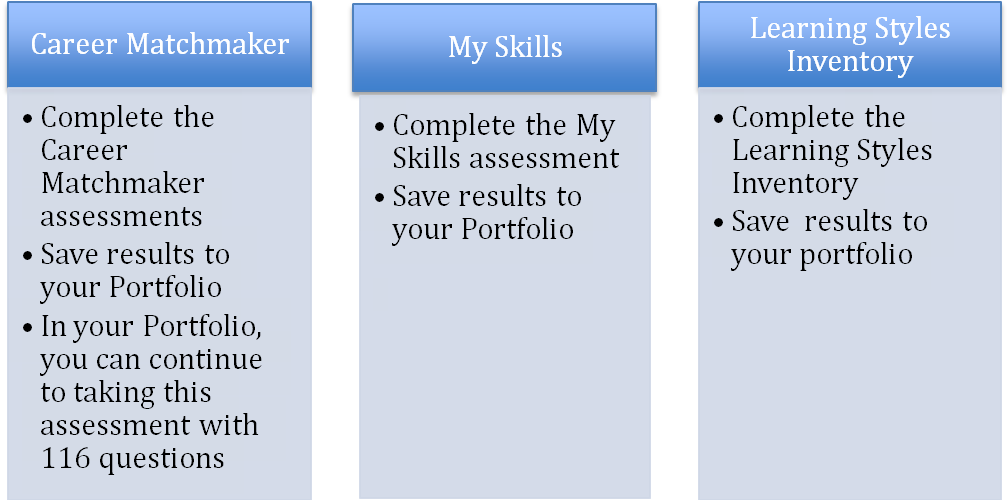 Career Matchmaker
• Complete the
Career
Matchmaker
assessments
• Save results to
your Portfolio
• In your Portfolio,
you can continue
to taking this
assessment with
116 questions
My Skills
• Complete the My
Skills assessment
• Save results to
your Portfolio
Learning Styles
Inventory
• Complete the
Learning Styles
Inventory
• Save  results to
your portfolio